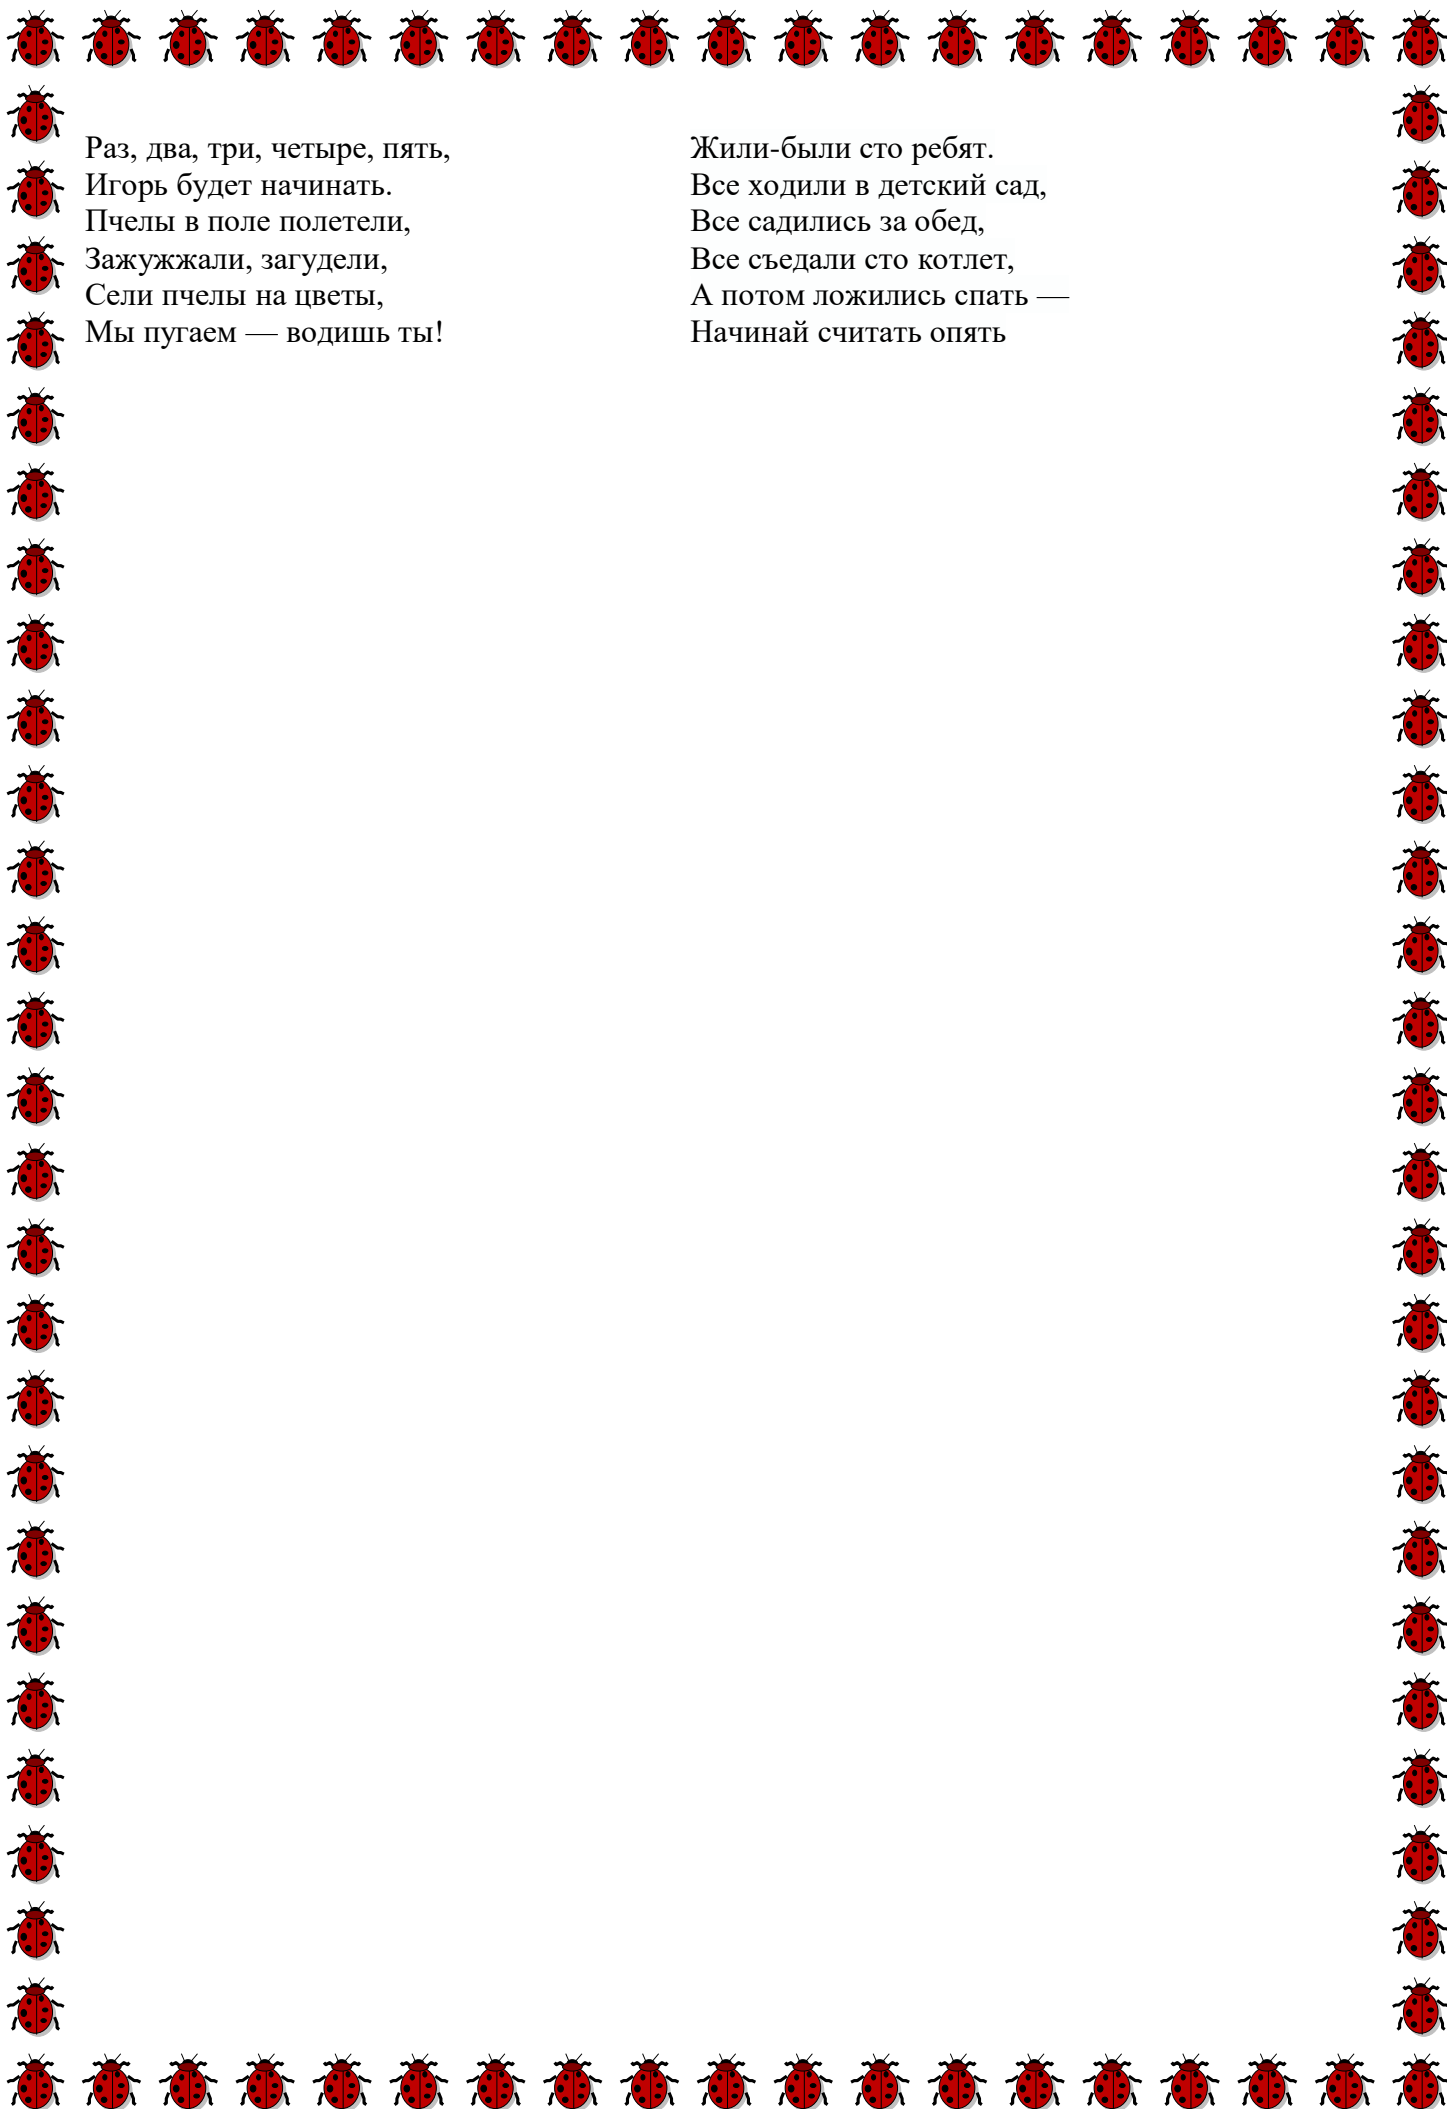 Раз, два, три, четыре, пять,
Игорь будет начинать.
Пчелы в поле полетели,
Зажужжали, загудели,
Сели пчелы на цветы,
Мы пугаем — водишь ты!
Жили-были сто ребят.
Все ходили в детский сад,
Все садились за обед,
Все съедали сто котлет,
А потом ложились спать —
Начинай считать опять